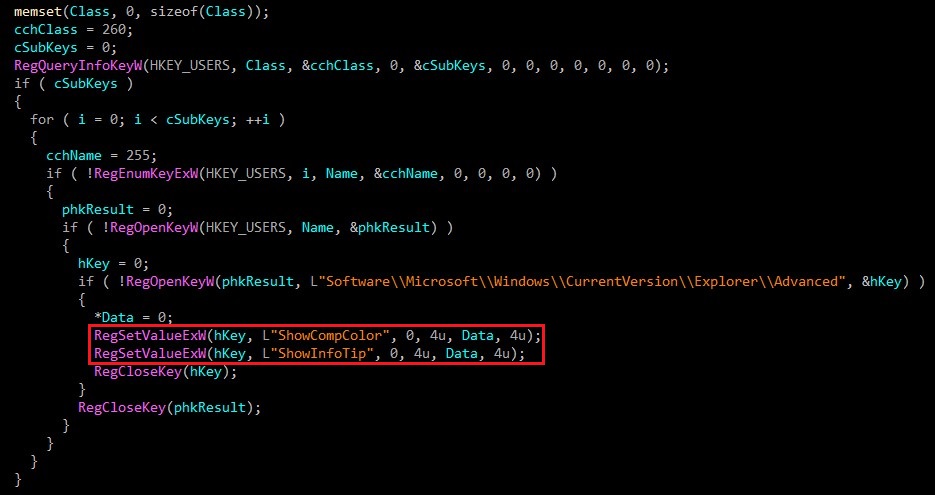 memset(Class, 0, sizeof(Class));
cchClass = 260;
cSubKeys = 0;
RegQueryInfoKeyW(HKEY_USERS, Class, &cchClass, 0, &cSubKeys, 0, 0, 0, 0, 0, 0, 0);
if ( cSubKeys )
{
for ( i = 0; i < cSubKeys; ++i )
{
cchName = 255;
if ( !RegEnumKeyExW(HKEY_USERS, i, Name, &cchName, 0, 0, 0, 0) )
{
phkResult = 0;
if ( !RegOpenKeyW(HKEY_USERS, Name, &phkResult) )
{
hKey = 0;
if ( !RegOpenKeyW(phkResult, L"Software\\Microsoft\\Windows\\CurrentVersion\\Explorer\\Advanced", &hKey) )
{
*Data = 0;
RegSetValueExW(hKey, L"ShowCompColor", 0, 4u, Data, 4u);
RegSetValueExW(hKey, L"ShowInfoTip", 0, 4u, Data, 4u);
RegCloseKey(hKey);
}
RegCloseKey(phkResult);
}
}
}
}